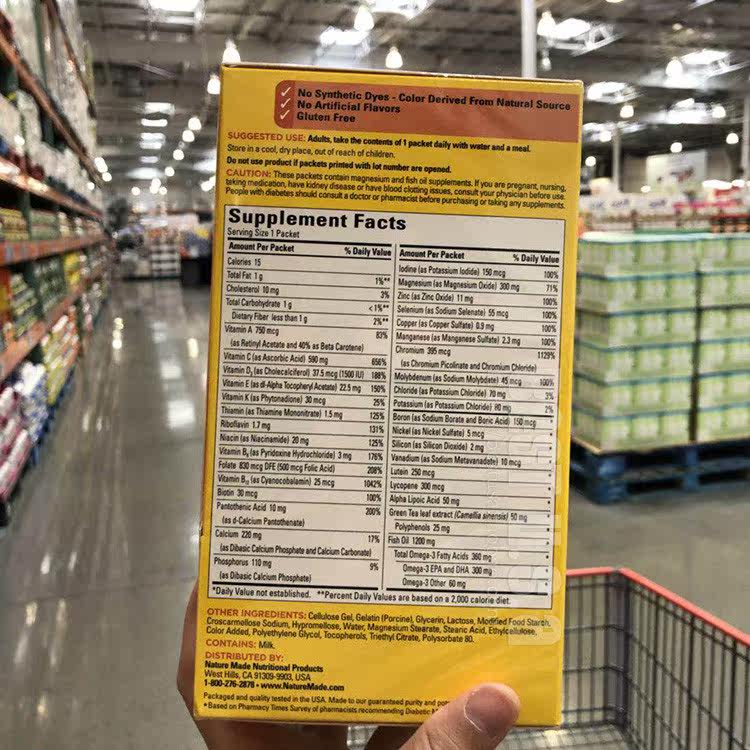 No Synthetic Dyes - Color Derived From Natural Source
No Artificial Flavors
Gluten Free
SUGGESTED USE: Adults, take the contents of 1 packet daily with water and a meal.
Store in a cool, dry place, out of reach of children.
Do not use product if packets printed with lot number are opened.
CAUTION: These packets contain magnesium and fish oil supplements. If you are pregnant, nursing,
taking medication, have kidney disease or have blood clotting issues, consult your physician before use.
People with diabetes should consult a doctor or pharmacist before purchasing or taking any supplements.
Supplement Facts
Serving Size 1 Packet
Amount Per Packet % Daily Value
Calories 15
Total Fat 1 g 1%**
Cholesterol 10 mg 3%
Total Carbohydrate 1 g <1%**
Dietary Fiber less than 1 g 2%**
Vitamin A 750 mcg 83%
(as Retinyl Acetate and 40% as Beta Carotene)
Vitamin C (as Ascorbic Acid) 590 mg 656%
Vitamin D3 (as Cholecalciferol) 37.5 mcg (1500 IU) 188%
Vitamin E (as dl-Alpha Tocopheryl Acetate) 22.5 mg 150%
Vitamin K (as Phytonadione) 30 mcg 25%
Thiamin (as Thiamine Mononitrate) 1.5 mg 125%
Riboflavin 1.7 mg 131%
Niacin (as Niacinamide) 20 mg 125%
Vitamin B6 (as Pyridoxine Hydrochloride) 3 mg 176%
Folate 830 mcg DFE (500 mcg Folic Acid) 208%
Vitamin B12 (as Cyanocobalamin) 25 mcg 1042%
Biotin 30 mcg 100%
Pantothenic Acid 10 mg 200%
(as d-Calcium Pantothenate)
Calcium 220 mg 17%
(as Dibasic Calcium Phosphate and Calcium Carbonate)
Phosphorus 110 mg 9%
(as Dibasic Calcium Phosphate)
Amount Per Packet % Daily Value
Iodine (as Potassium Iodide) 150 mcg 100%
Magnesium (as Magnesium Oxide) 300 mg 71%
Zinc (as Zinc Oxide) 11 mg 100%
Selenium (as Sodium Selenate) 55 mcg 100%
Copper (as Copper Sulfate) 0.9 mg 100%
Manganese (as Manganese Sulfate) 2.3 mg 100%
Chromium 395 mcg 1129%
(as Chromium Picolinate and Chromium Chloride)
Molybdenum (as Sodium Molybdate) 45 mcg 100%
Chloride (as Potassium Chloride) 70 mg 3%
Potassium (as Potassium Chloride) 80 mg 2%
Boron (as Sodium Borate and Boric Acid) 150 mcg *
Nickel (as Nickel Sulfate) 5 mcg *
Silicon (as Silicon Dioxide) 2 mg *
Vanadium (as Sodium Metavanadate) 10 mcg *
Lutein 250 mcg *
Lycopene 300 mcg *
Alpha Lipoic Acid 50 mg *
Green Tea leaf extract (Camellia sinensis) 50 mg *
Polyphenols 25 mg *
Fish Oil 1200 mg *
Total Omega-3 Fatty Acids 360 mg *
Omega-3 EPA and DHA 300 mg *
Omega-3 Other 60 mg *
*Daily Value not established. **Percent Daily Values are based on a 2,000 calorie diet.
OTHER INGREDIENTS: Cellulose Gel, Gelatin (Porcine), Glycerin, Lactose, Modified Food Starch,
Croscarmellose Sodium, Hypromellose, Water, Magnesium Stearate, Stearic Acid, Ethylcellulose,
Color Added, Polyethylene Glycol, Tocopherols, Triethyl Citrate, Polysorbate 80.
CONTAINS: Milk.
DISTRIBUTED BY:
Nature Made Nutritional Products
West Hills, CA 91309-9903, USA
1-800-276-2878 • www.NatureMade.com
Packaged and quality tested in the USA. Made to our guaranteed purity and
• Based on Pharmacy Times Survey of pharmacists recommending Diabetic